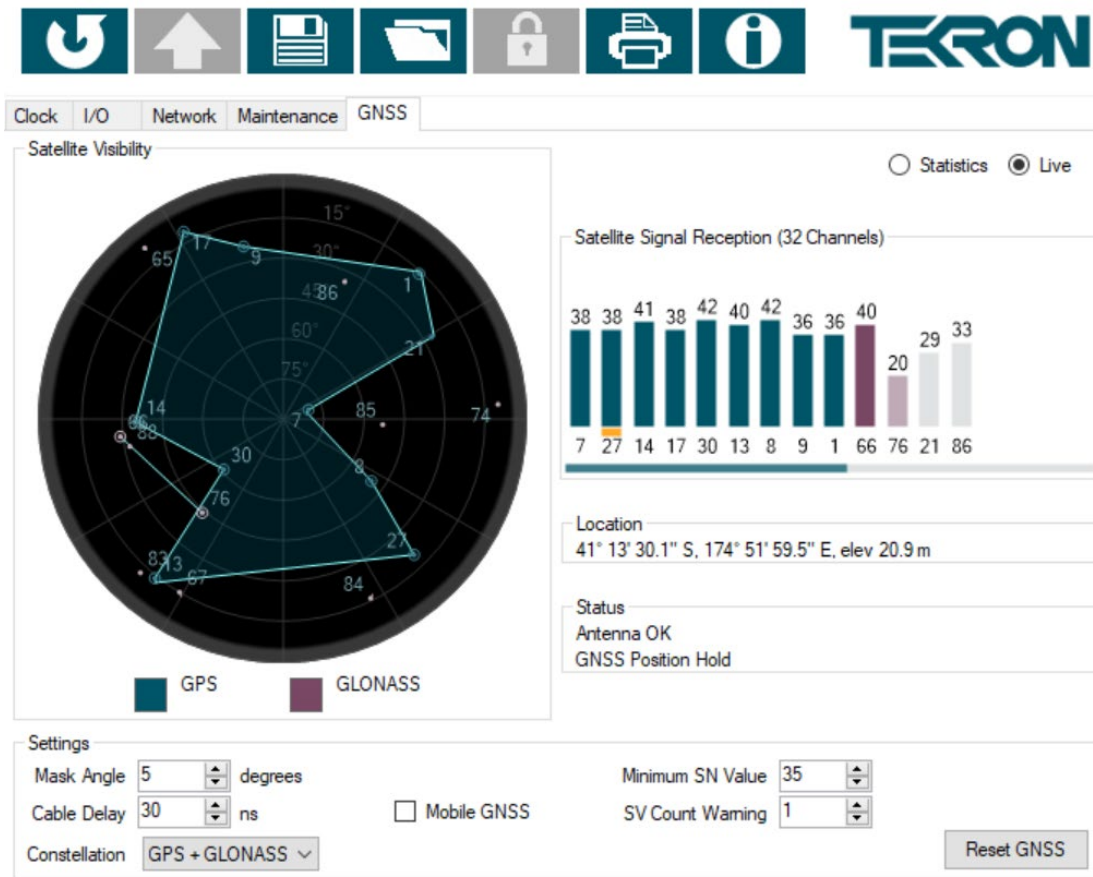 TEKRON
Clock I/O Network Maintenance GNSS
Satellite Visibility
Statistics Live
15°
17
65
9
30°
1
45°
86
60°
21
75°
14
7
85
74
66
88
30
8
76
27
83
13
67
84
GPS GLONASS
Satellite Signal Reception (32 Channels)
38 38 41 38 42 40 42 36 36 40 20 29 33
7 27 14 17 30 13 8 9 1 66 76 21 86
Location
41° 13' 30.1" S, 174° 51' 59.5" E, elev 20.9 m
Status
Antenna OK
GNSS Position Hold
Settings
Mask Angle 5 degrees Minimum SN Value 35
Cable Delay 30 ns Mobile GNSS SV Count Warning 1
Constellation GPS + GLONASS Reset GNSS